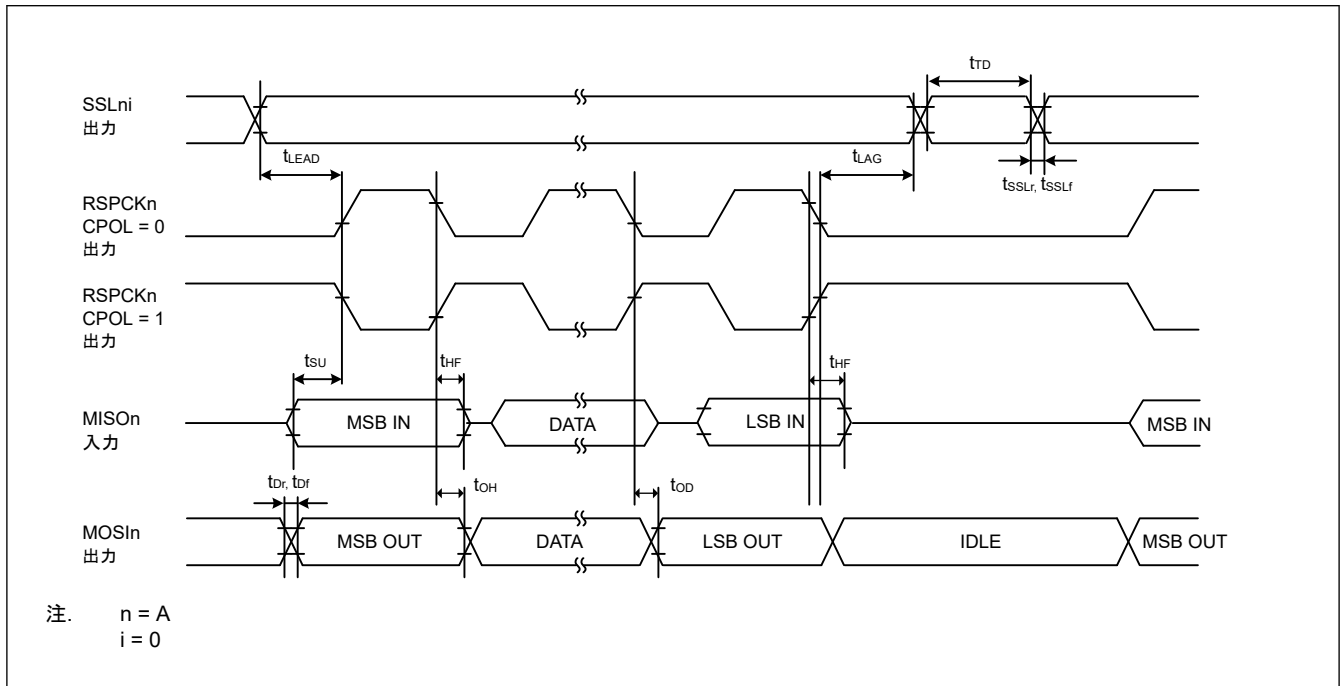 tTD
SSLni
出力
tLEAD
tLAG
tSSLr, tSSLf
RSPCKn
CPOL = 0
出力
RSPCKn
CPOL = 1
出力
tSU
tHF
tHF
MISOn
入力
MSB IN
DATA
LSB IN
MSB IN
tDr, tDf
tOH
tOD
MOSIn
出力
MSB OUT
DATA
LSB OUT
IDLE
MSB OUT
注. n = A
i = 0